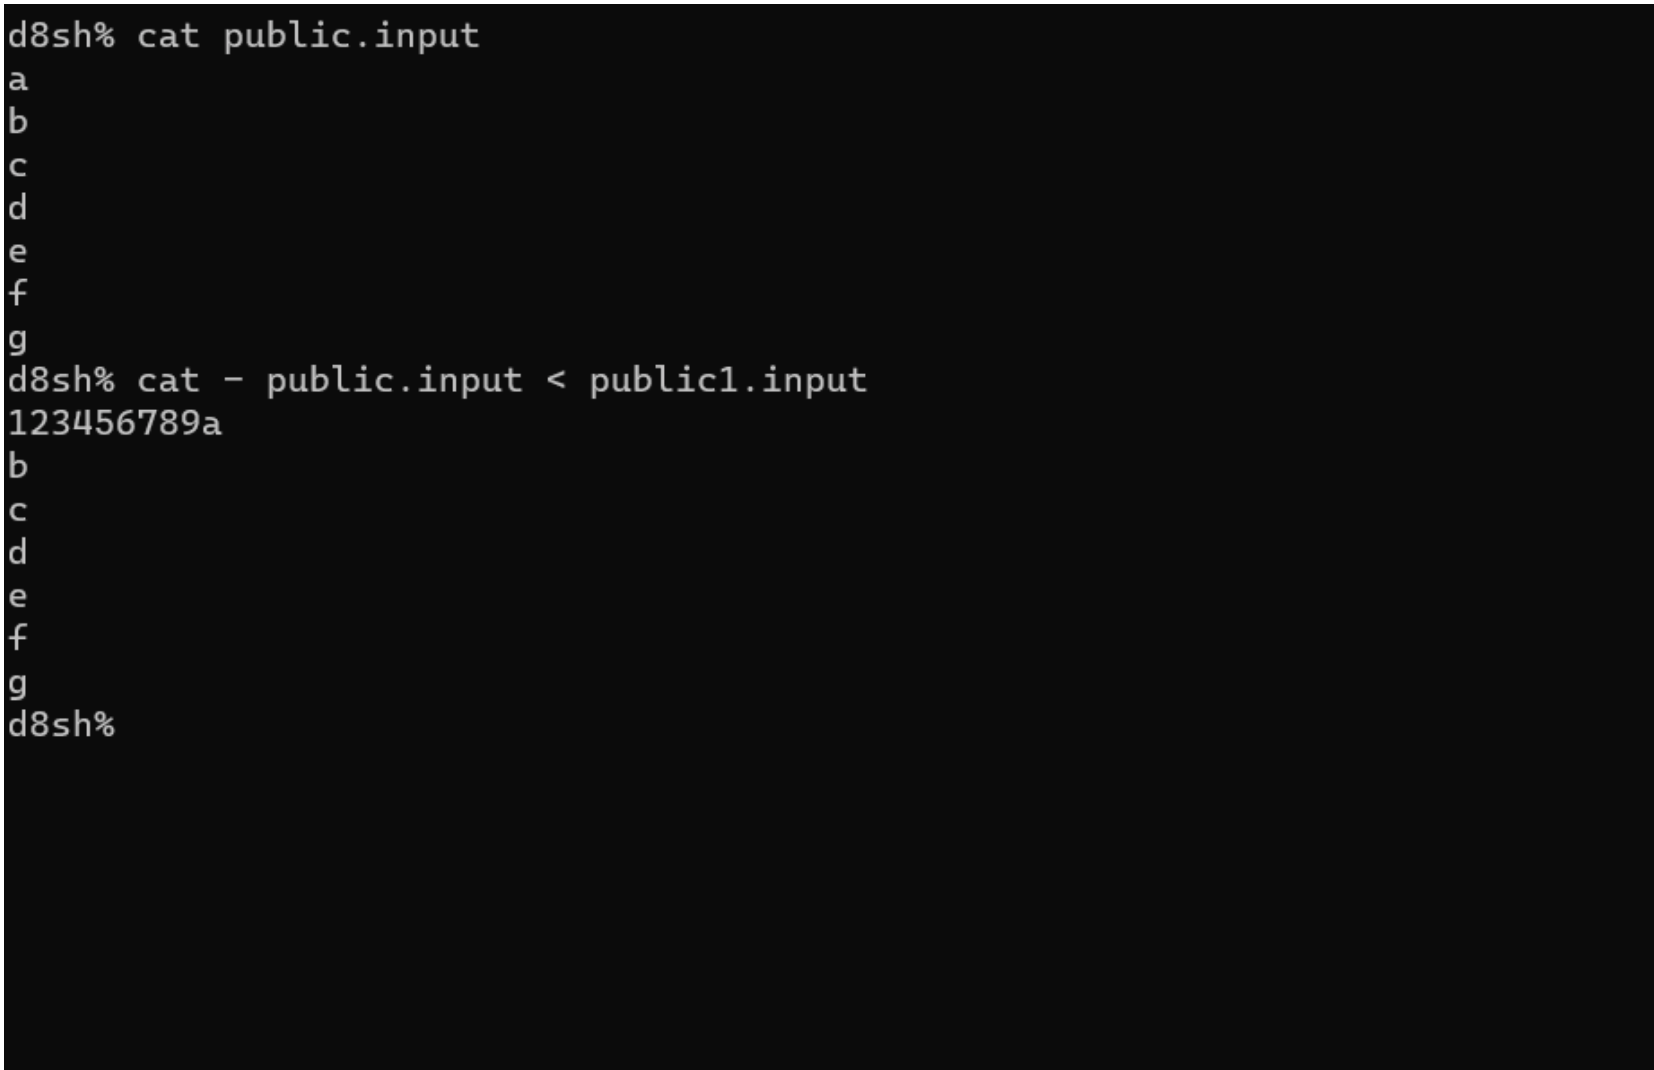 d8sh% cat public.input
a
b
c
d
e
f
g
d8sh% cat - public.input < public1.input
123456789a
b
c
d
e
f
g
d8sh%